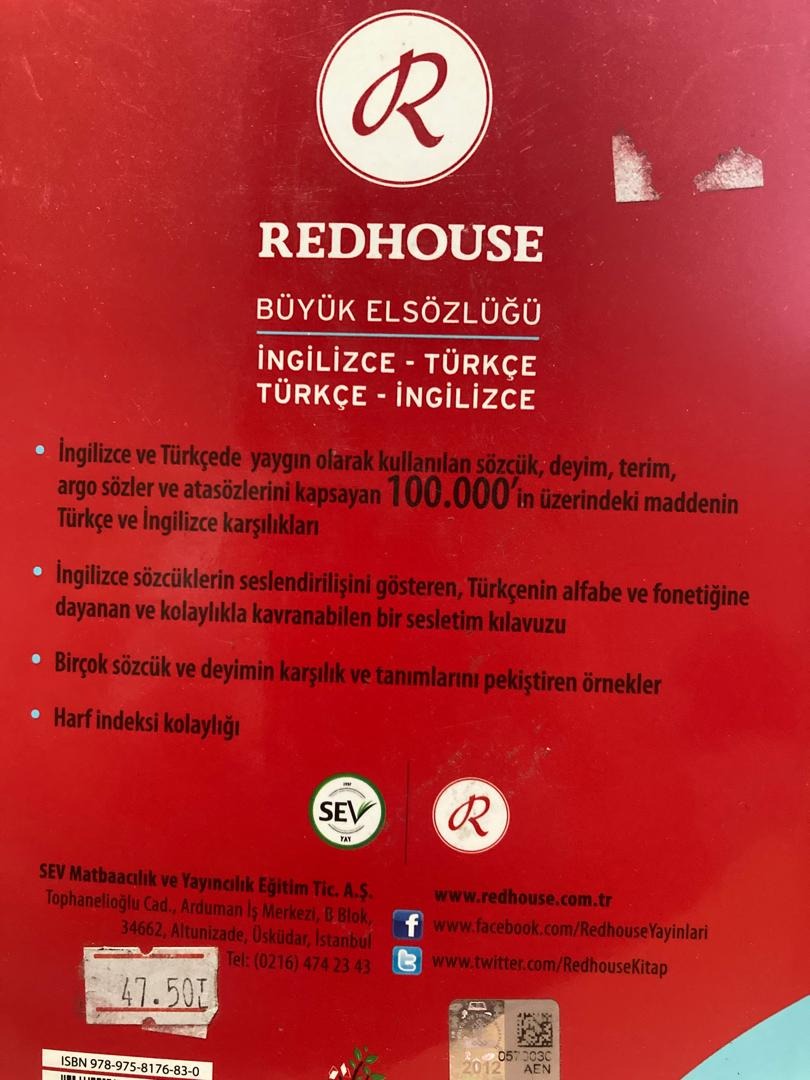 R
REDHOUSE
BÜYÜK ELSÖZLÜĞÜ
İNGİLİZCE - TÜRKÇE
TÜRKÇE - İNGİLİZCE
• İngilizce ve Türkçede yaygın olarak kullanılan sözcük, deyim, terim,
argo sözler ve atasözlerini kapsayan 100.000'in üzerindeki maddenin
Türkçe ve İngilizce karşılıkları
• İngilizce sözcüklerin seslendirilişini gösteren, Türkçenin alfabe ve fonetiğine
dayanan ve kolaylıkla kavranabilen bir sesletim kılavuzu
• Birçok sözcük ve deyimin karşılık ve tanımlarını pekiştiren örnekler
• Harf indeksi kolaylığı
SEV
YAY
R
SEV Matbaacılık ve Yayıncılık Eğitim Tic. A.Ş.
Tophanelioğlu Cad., Arduman İş Merkezi, B Blok,
34662, Altunizade, Üsküdar, İstanbul
Tel: (0216) 474 23 43
www.redhouse.com.tr
f www.facebook.com/RedhouseYayinlari
t www.twitter.com/RedhouseKitap
47.50
ISBN 978-975-8176-83-0
2012
AEN